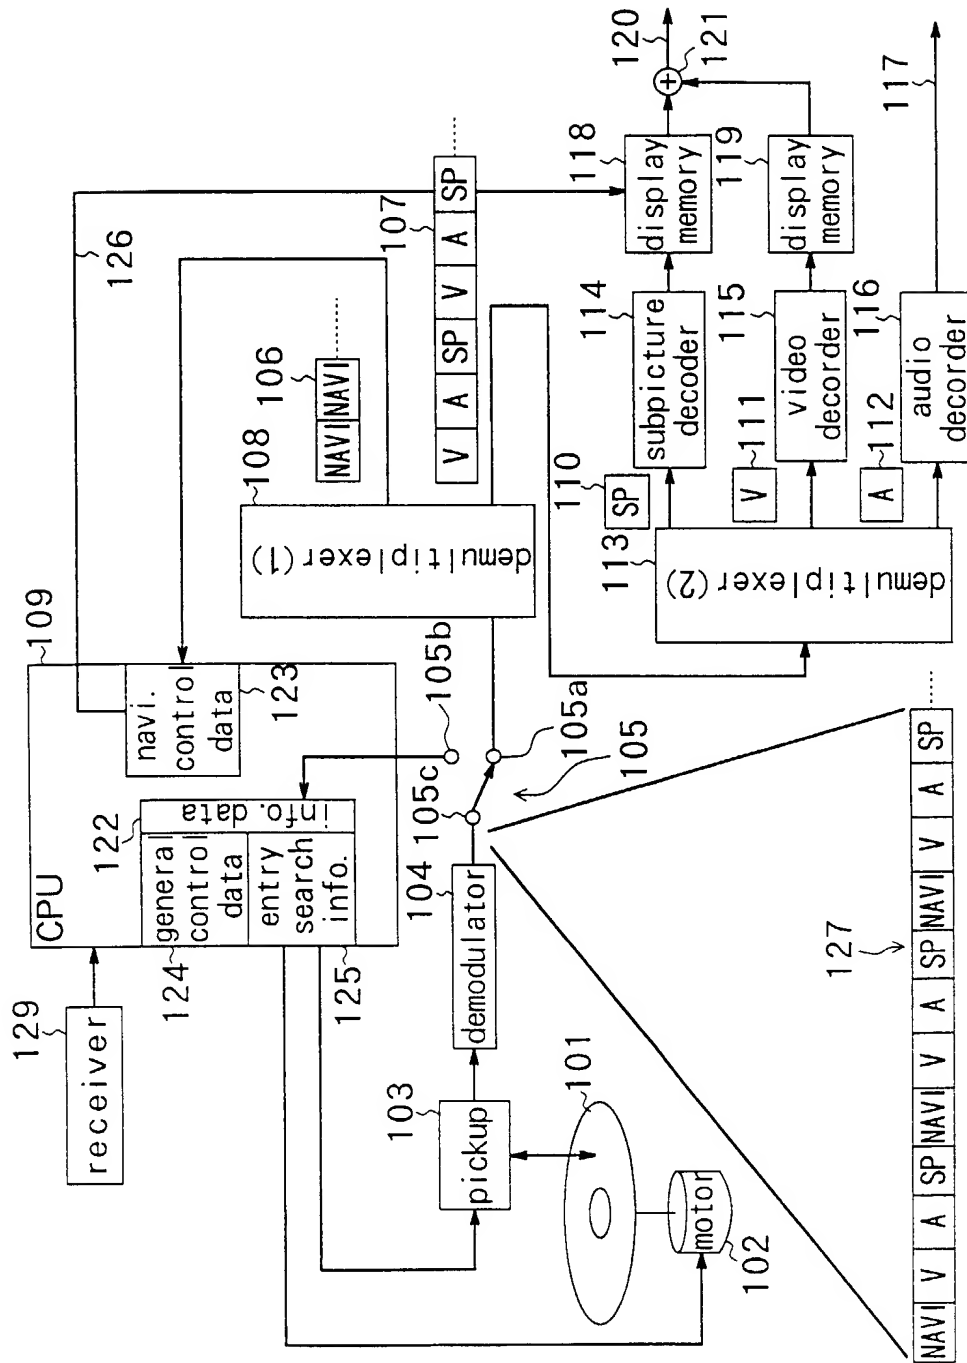 129
receiver
109
CPU
122
info.data
124
general
control
data
entry
search
info.
125
navi.
control
data
123
126
108
demultiplexer(1)
106
NAVI NAVI
107
V A SP V A SP
103
pickup
104
demodulator
105c
105b
105a
105
101
motor
102
113
demultiplexer(2)
110
SP
V
111
A
112
114
subpicture
decoder
115
video
decorder
116
audio
decorder
118
display
memory
119
display
memory
120
+
121
117
127
NAVI V A SP NAVI V A SP NAVI V A SP